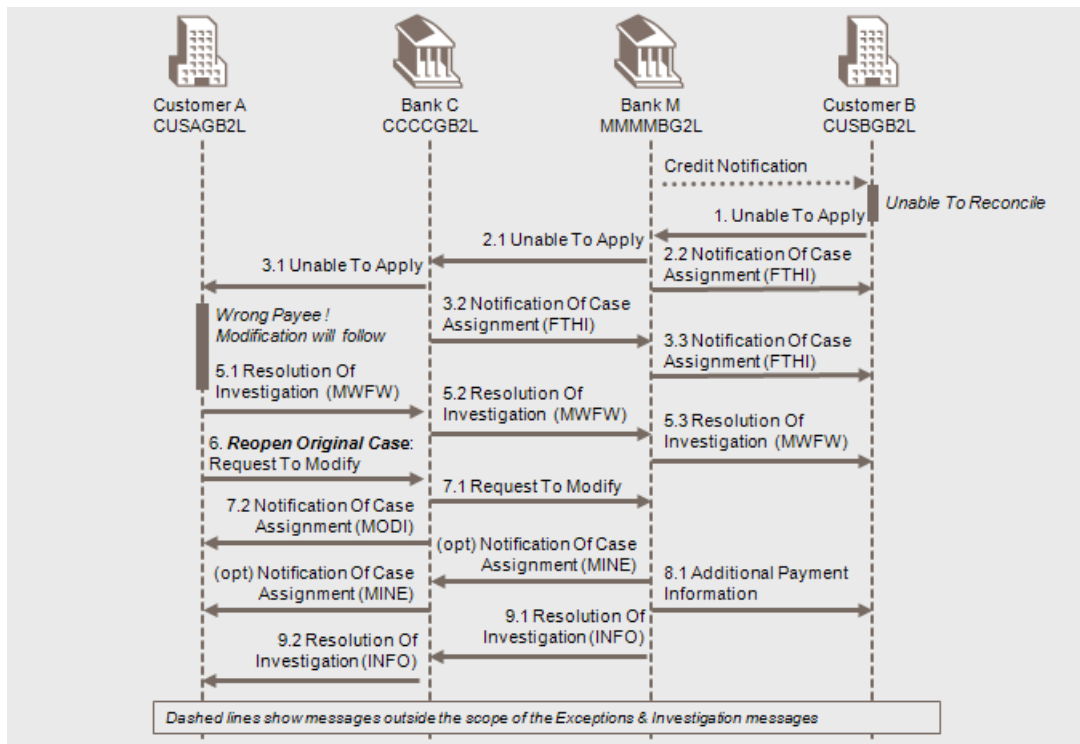 Customer A
CUSAGB2L
Bank C
CCCCGB2L
Bank M
MMMMBG2L
Customer B
CUSBGB2L
Credit Notification
Unable To Reconcile
1. Unable To Apply
2.1 Unable To Apply
2.2 Notification Of Case
Assignment (FTHI)
3.1 Unable To Apply
Wrong Payee !
Modification will follow
3.2 Notification Of Case
Assignment (FTHI)
3.3 Notification Of Case
Assignment (FTHI)
5.1 Resolution Of
Investigation (MWFW)
5.2 Resolution Of
Investigation (MWFW)
5.3 Resolution Of
Investigation (MWFW)
6. Reopen Original Case:
Request To Modify
7.1 Request To Modify
7.2 Notification Of Case
Assignment (MODI)
(opt) Notification Of Case
Assignment (MINE)
(opt) Notification Of Case
Assignment (MINE)
8.1 Additional Payment
Information
9.1 Resolution Of
Investigation (INFO)
9.2 Resolution Of
Investigation (INFO)
Dashed lines show messages outside the scope of the Exceptions & Investigation messages